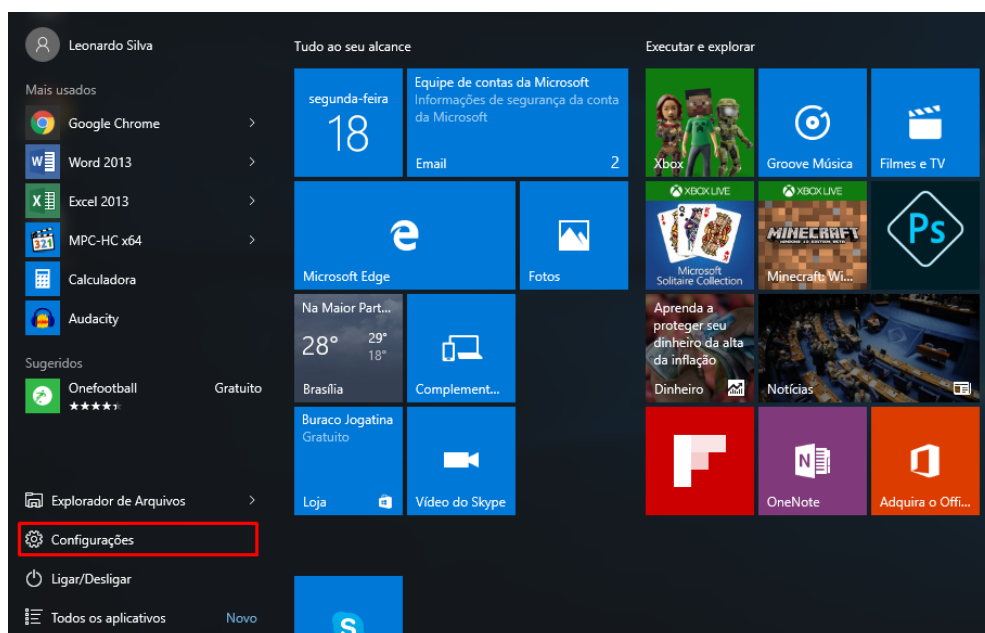 Leonardo Silva
Mais usados
Google Chrome
Word 2013
Excel 2013
MPC-HC x64
Calculadora
Audacity
Sugeridos
Onefootball Gratuito
Explorador de Arquivos
Configurações
Ligar/Desligar
Todos os aplicativos Novo
Tudo ao seu alcance
segunda-feira
18
Equipe de contas da Microsoft
Informações de segurança da conta
da Microsoft
Email 2
Microsoft Edge
Fotos
Na Maior Part...
28° 29°
18°
Brasília
Complement...
Buraco Jogatina
Gratuito
Loja
Vídeo do Skype
Executar e explorar
Xbox
Groove Música
Filmes e TV
XBOX LIVE
Microsoft
Solitaire Collection
XBOX LIVE
MINECRAFT
WINDOWS 10 EDITION BETA
Minecraft: Wi...
Ps
Aprenda a
proteger seu
dinheiro da alta
da inflação
Dinheiro
Notícias
OneNote
Adquira o Offi...